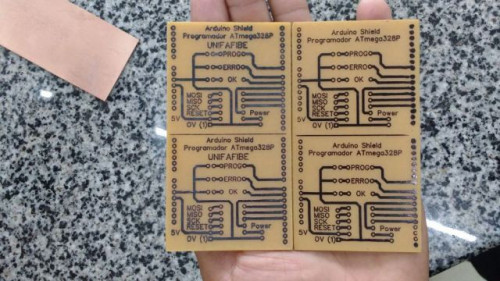 Arduino Shield
Programador ATmega328P
UNIFAFIBE
PROG
ERRO
OK
MOSI
MISO
SCK
RESET
5V
Power
0V (1)
Arduino Shield
Programador ATmega328P
PROG
ERRO
OK
MOSI
MISO
SCK
RESET
5V
Power
0V (1)
Arduino Shield
Programador ATmega328P
UNIFAFIBE
PROG
ERRO
OK
MOSI
MISO
SCK
RESET
5V
Power
0V (1)
Arduino Shield
Programador ATmega328P
PROG
ERRO
OK
MOSI
MISO
SCK
RESET
5V
Power
0V (1)